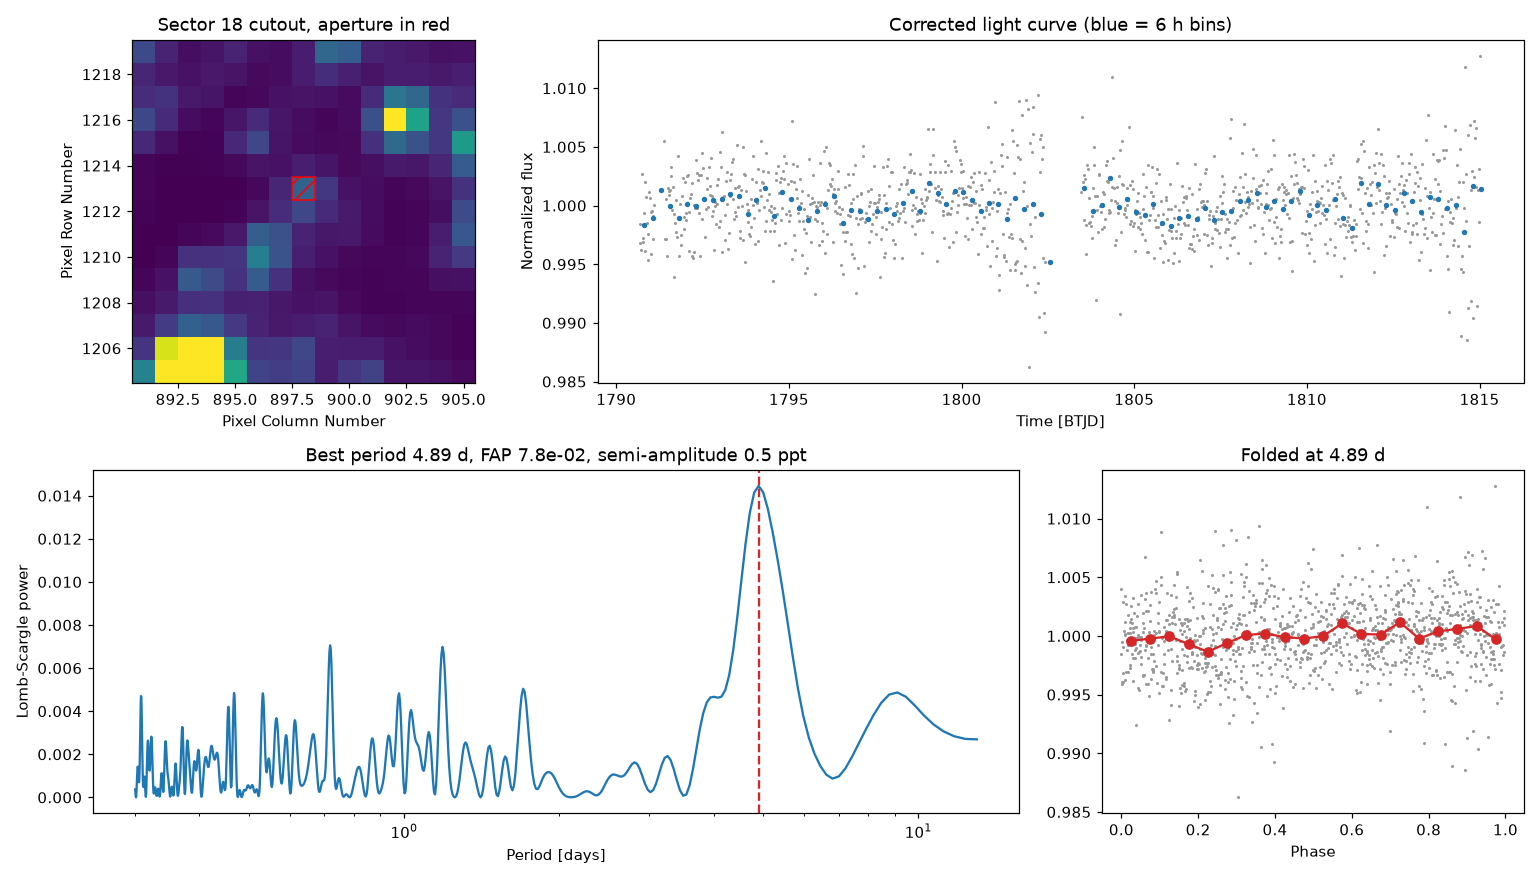 Sector 18 cutout, aperture in red
1218
1216
1214
1212
1210
1208
1206
Pixel Row Number
892.5 895.0 897.5 900.0 902.5 905.0
Pixel Column Number
Corrected light curve (blue = 6 h bins)
1.010
1.005
1.000
0.995
0.990
0.985
Normalized flux
1790 1795 1800 1805 1810 1815
Time [BTJD]
Best period 4.89 d, FAP 7.8e-02, semi-amplitude 0.5 ppt
0.014
0.012
0.010
0.008
0.006
0.004
0.002
0.000
Lomb-Scargle power
10⁰ 10¹
Period [days]
Folded at 4.89 d
1.010
1.005
1.000
0.995
0.990
0.985
0.0 0.2 0.4 0.6 0.8 1.0
Phase